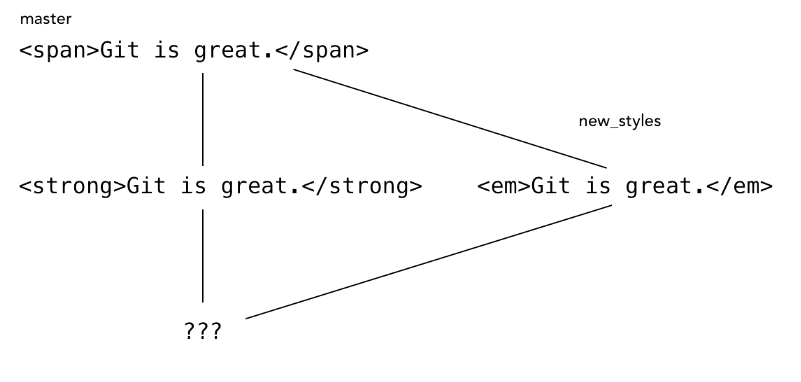 master
<span>Git is great.</span>
new_styles
<strong>Git is great.</strong>
<em>Git is great.</em>
???